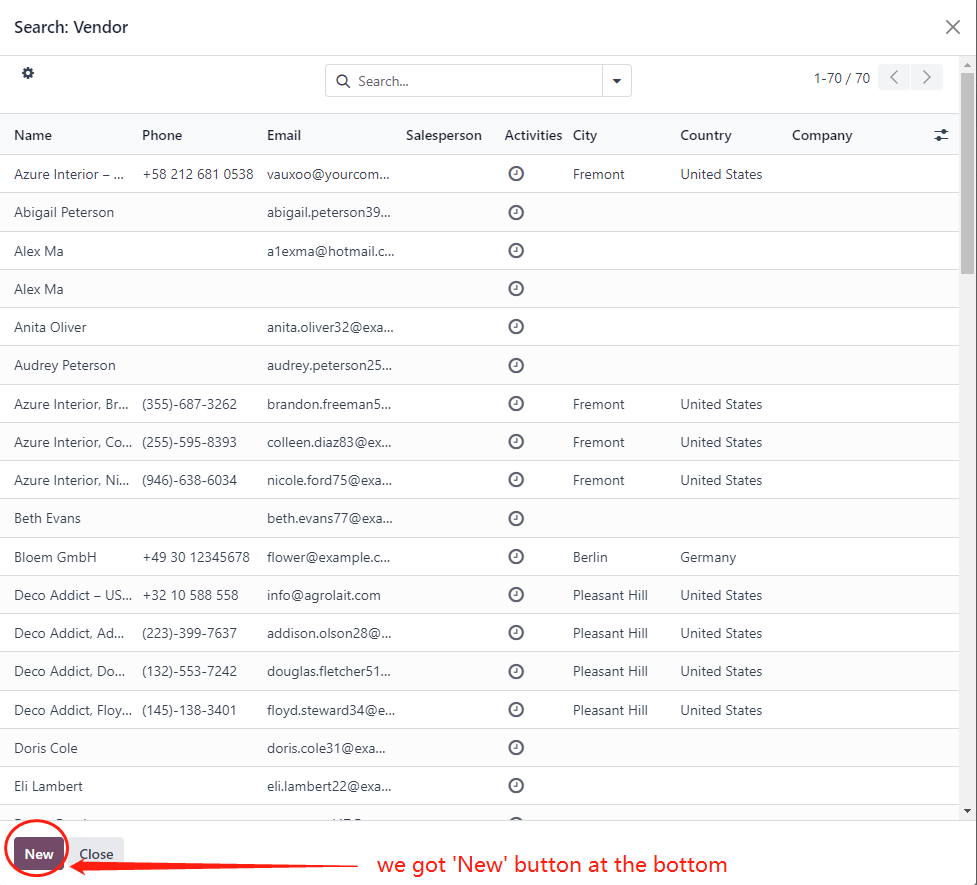 Search: Vendor
Search...
1-70 / 70
Name Phone Email Salesperson Activities City Country Company
Azure Interior – ... +58 212 681 0538 vauxoo@yourcom... Fremont United States
Abigail Peterson abigail.peterson39...
Alex Ma a1exma@hotmail.c...
Alex Ma
Anita Oliver anita.oliver32@exa...
Audrey Peterson audrey.peterson25...
Azure Interior, Br... (355)-687-3262 brandon.freeman5... Fremont United States
Azure Interior, Co... (255)-595-8393 colleen.diaz83@ex... Fremont United States
Azure Interior, Ni... (946)-638-6034 nicole.ford75@exa... Fremont United States
Beth Evans beth.evans77@exa...
Bloem GmbH +49 30 12345678 flower@example.c... Berlin Germany
Deco Addict – US... +32 10 588 558 info@agrolait.com Pleasant Hill United States
Deco Addict, Ad... (223)-399-7637 addison.olson28@... Pleasant Hill United States
Deco Addict, Do... (132)-553-7242 douglas.fletcher51... Pleasant Hill United States
Deco Addict, Floy... (145)-138-3401 floyd.steward34@e... Pleasant Hill United States
Doris Cole doris.cole31@exa...
Eli Lambert eli.lambert22@exa...
New Close
we got 'New' button at the bottom